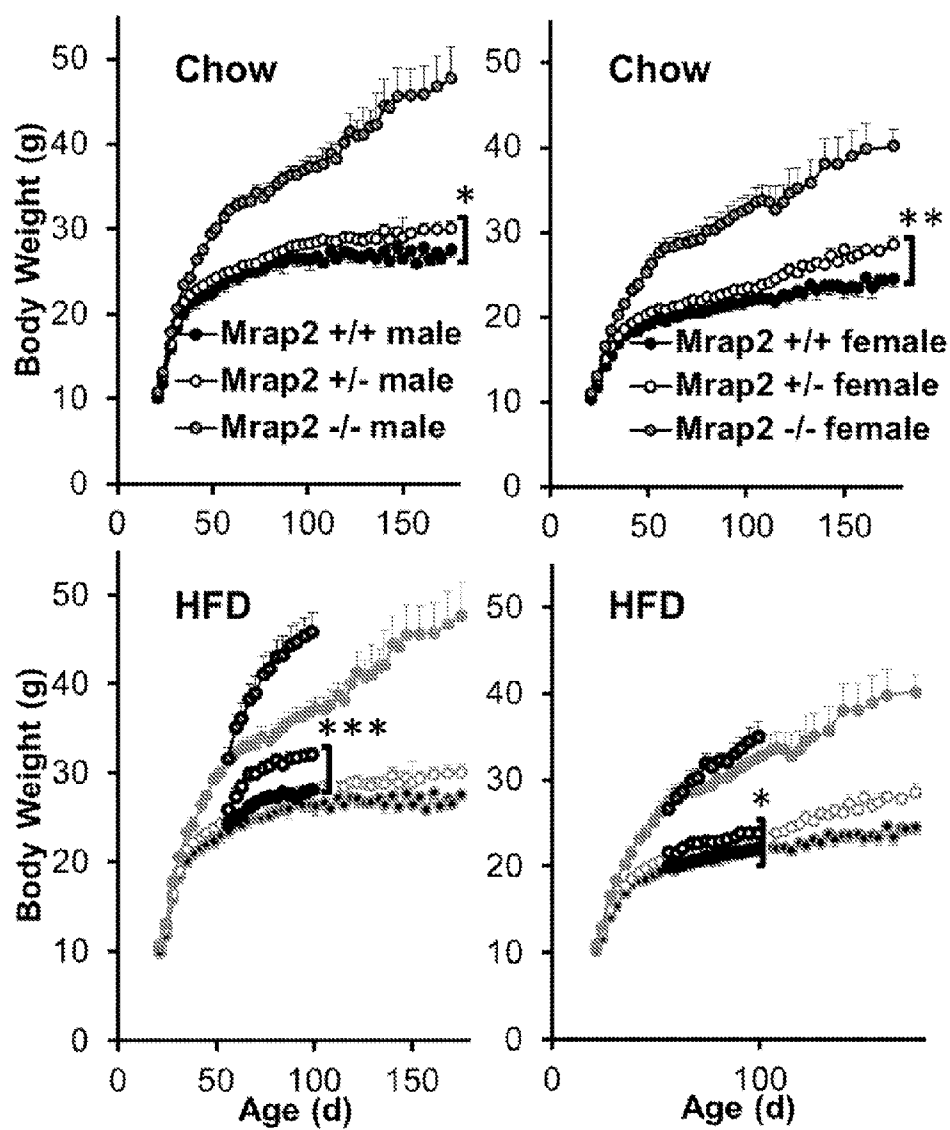 Chow
Body Weight (g)
50
40
30
20
10
0
*
Mrap2 +/+ male
Mrap2 +/- male
Mrap2 -/- male
0 50 100 150
Chow
50
40
30
20
10
0
**
Mrap2 +/+ female
Mrap2 +/- female
Mrap2 -/- female
0 50 100 150
HFD
Body Weight (g)
50
40
30
20
10
0
***
0 50 100 150
Age (d)
HFD
50
40
30
20
10
0
*
0 100
Age (d)